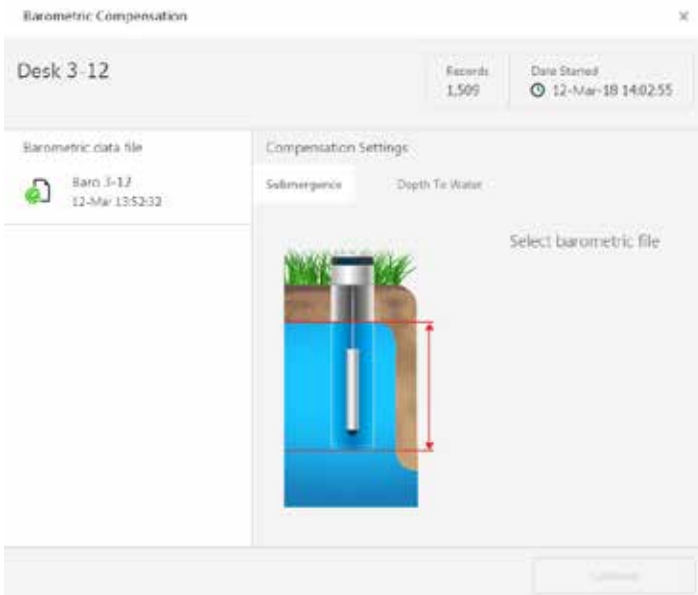 Barometric Compensation
Desk 3-12
Records
1,509
Date Started
12-Mar-18 14:02:55
Barometric data file
Baro 3-12
12-Mar 13:52:32
Compensation Settings
Submergence
Depth To Water
Select barometric file